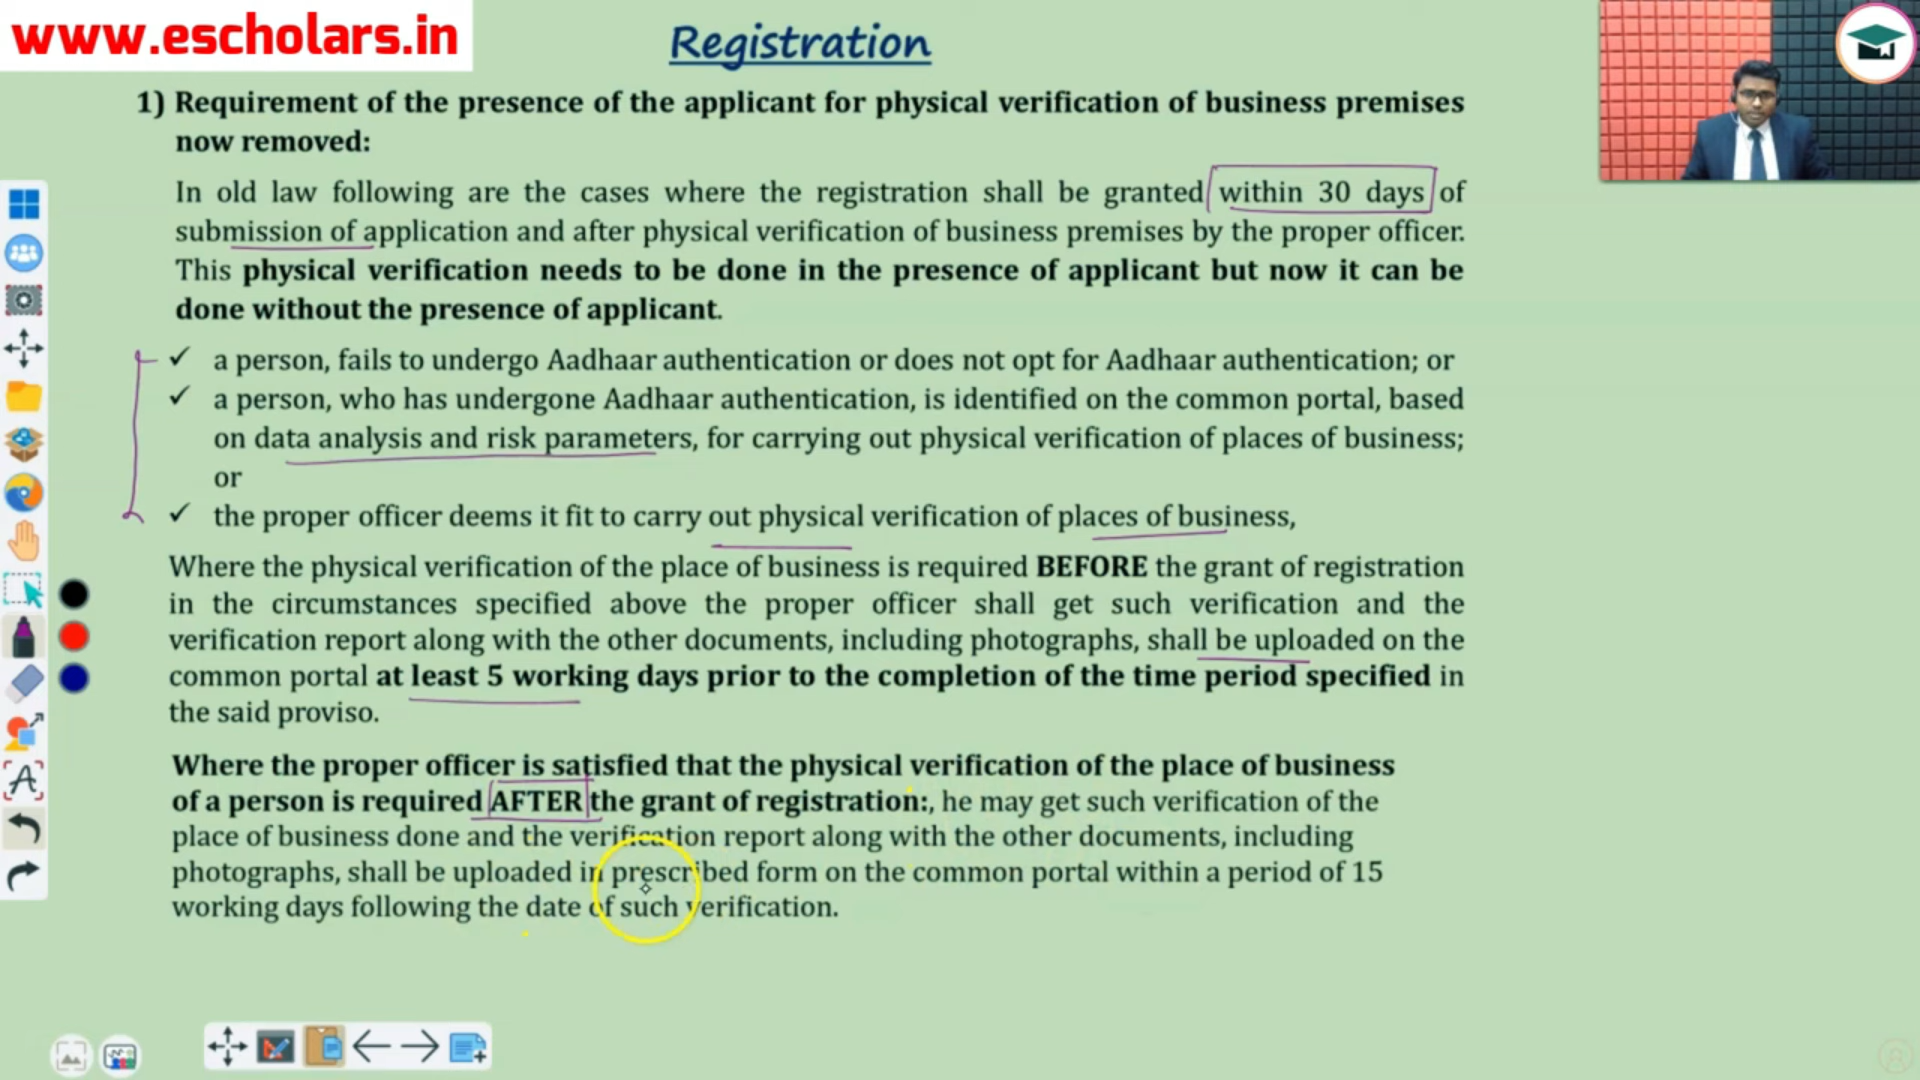 www.escholars.in
Registration
1) Requirement of the presence of the applicant for physical verification of business premises
now removed:
In old law following are the cases where the registration shall be granted within 30 days of
submission of application and after physical verification of business premises by the proper officer.
This physical verification needs to be done in the presence of applicant but now it can be
done without the presence of applicant.
✓ a person, fails to undergo Aadhaar authentication or does not opt for Aadhaar authentication; or
✓ a person, who has undergone Aadhaar authentication, is identified on the common portal, based
on data analysis and risk parameters, for carrying out physical verification of places of business;
or
✓ the proper officer deems it fit to carry out physical verification of places of business,
Where the physical verification of the place of business is required BEFORE the grant of registration
in the circumstances specified above the proper officer shall get such verification and the
verification report along with the other documents, including photographs, shall be uploaded on the
common portal at least 5 working days prior to the completion of the time period specified in
the said proviso.
Where the proper officer is satisfied that the physical verification of the place of business
of a person is required AFTER the grant of registration:, he may get such verification of the
place of business done and the verification report along with the other documents, including
photographs, shall be uploaded in prescribed form on the common portal within a period of 15
working days following the date of such verification.